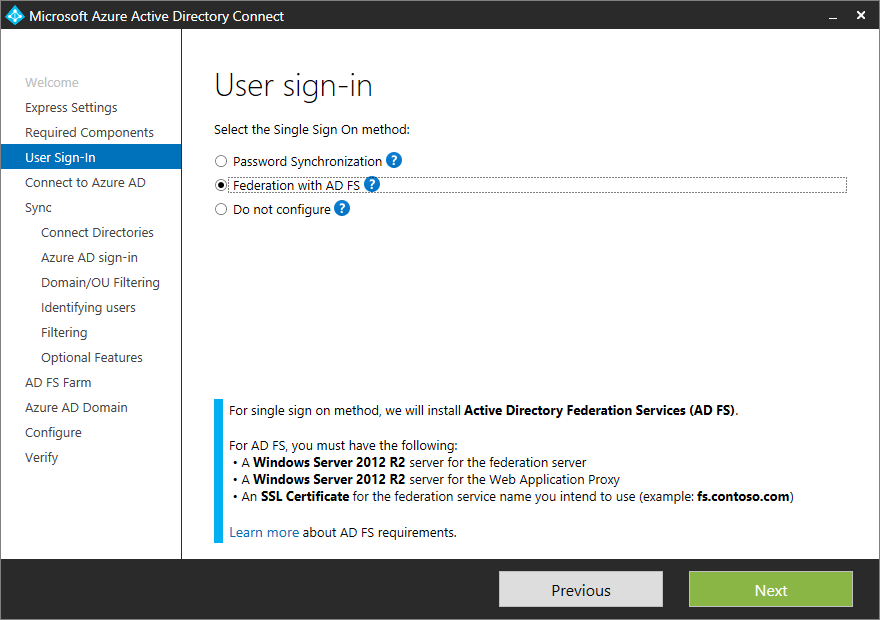 Microsoft Azure Active Directory Connect
Welcome
Express Settings
Required Components
User Sign-In
Connect to Azure AD
Sync
Connect Directories
Azure AD sign-in
Domain/OU Filtering
Identifying users
Filtering
Optional Features
AD FS Farm
Azure AD Domain
Configure
Verify
User sign-in
Select the Single Sign On method:
Password Synchronization ?
Federation with AD FS ?
Do not configure ?
For single sign on method, we will install Active Directory Federation Services (AD FS).
For AD FS, you must have the following:
• A Windows Server 2012 R2 server for the federation server
• A Windows Server 2012 R2 server for the Web Application Proxy
• An SSL Certificate for the federation service name you intend to use (example: fs.contoso.com)
Learn more about AD FS requirements.
Previous
Next